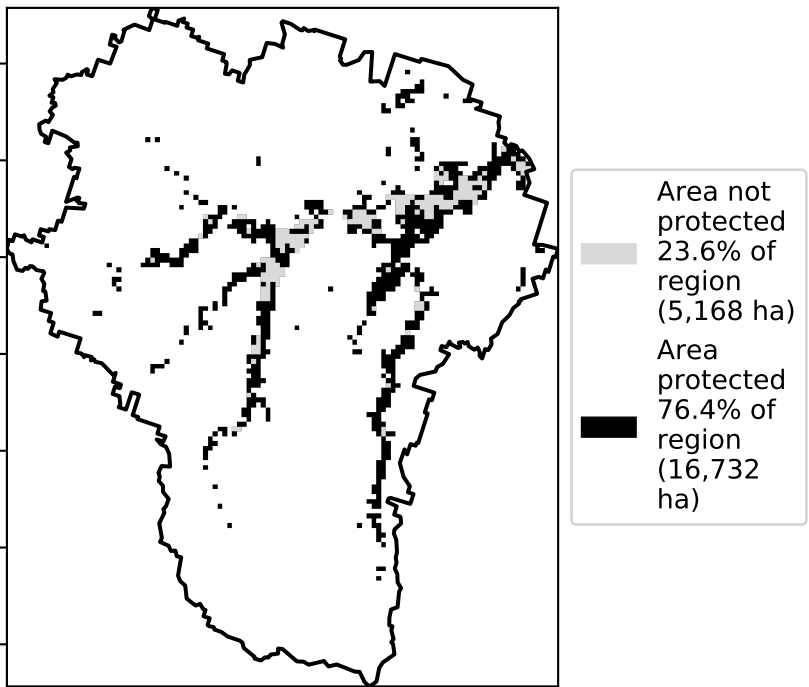 Area not
protected
23.6% of
region
(5,168 ha)
Area
protected
76.4% of
region
(16,732
ha)